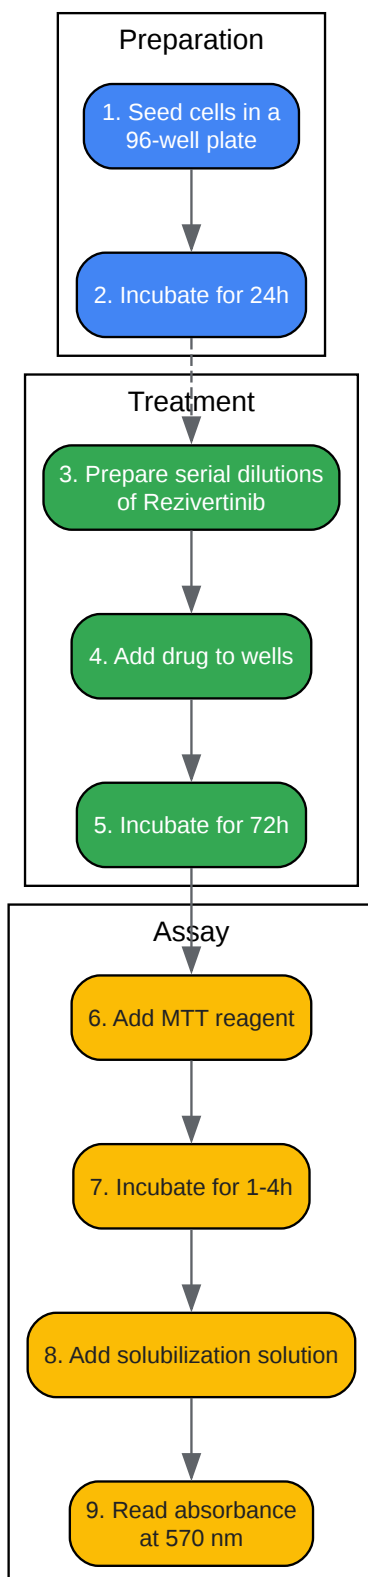 Preparation
1. Seed cells in a
96-well plate
2. Incubate for 24h
Treatment
3. Prepare serial dilutions
of Rezivertinib
4. Add drug to wells
5. Incubate for 72h
Assay
6. Add MTT reagent
7. Incubate for 1-4h
8. Add solubilization solution
9. Read absorbance
at 570 nm